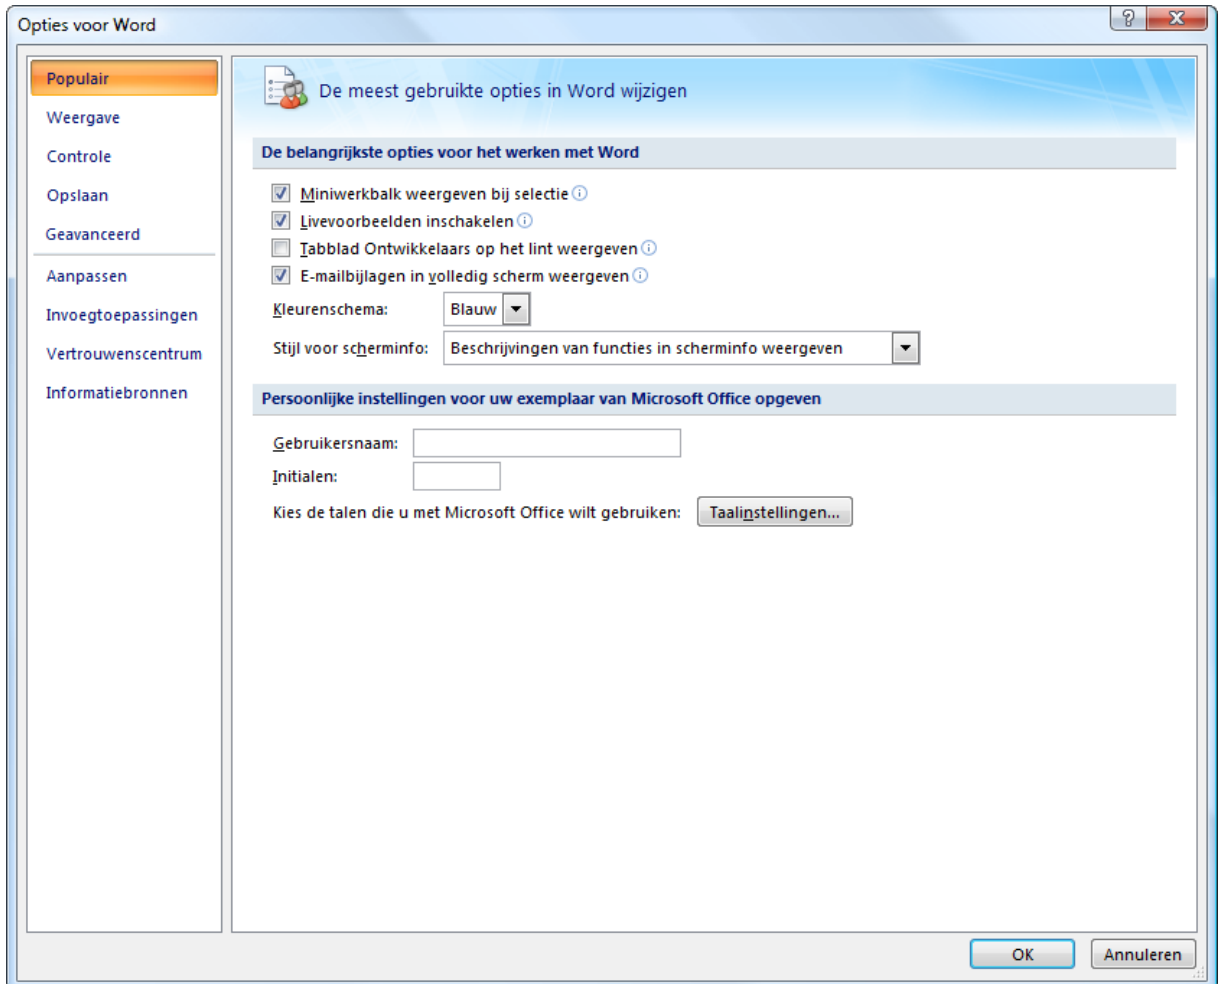 Opties voor Word
Populair
Weergave
Controle
Opslaan
Geavanceerd
Aanpassen
Invoegtoepassingen
Vertrouwenscentrum
Informatiebronnen
De meest gebruikte opties in Word wijzigen
De belangrijkste opties voor het werken met Word
Miniwerkbalk weergeven bij selectie
Livevoorbeelden inschakelen
Tabblad Ontwikkelaars op het lint weergeven
E-mailbijlagen in volledig scherm weergeven
Kleurenschema: Blauw
Stijl voor scherminfo: Beschrijvingen van functies in scherminfo weergeven
Persoonlijke instellingen voor uw exemplaar van Microsoft Office opgeven
Gebruikersnaam:
Initialen:
Kies de talen die u met Microsoft Office wilt gebruiken: Taalinstellingen...
OK Annuleren